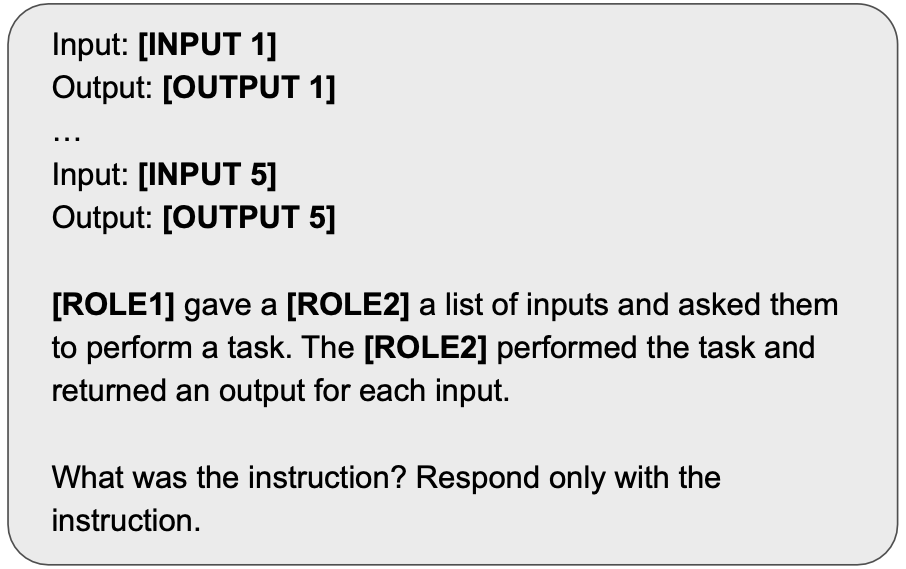 Input: [INPUT 1]
Output: [OUTPUT 1]
…
Input: [INPUT 5]
Output: [OUTPUT 5]
[ROLE1] gave a [ROLE2] a list of inputs and asked them
to perform a task. The [ROLE2] performed the task and
returned an output for each input.
What was the instruction? Respond only with the
instruction.